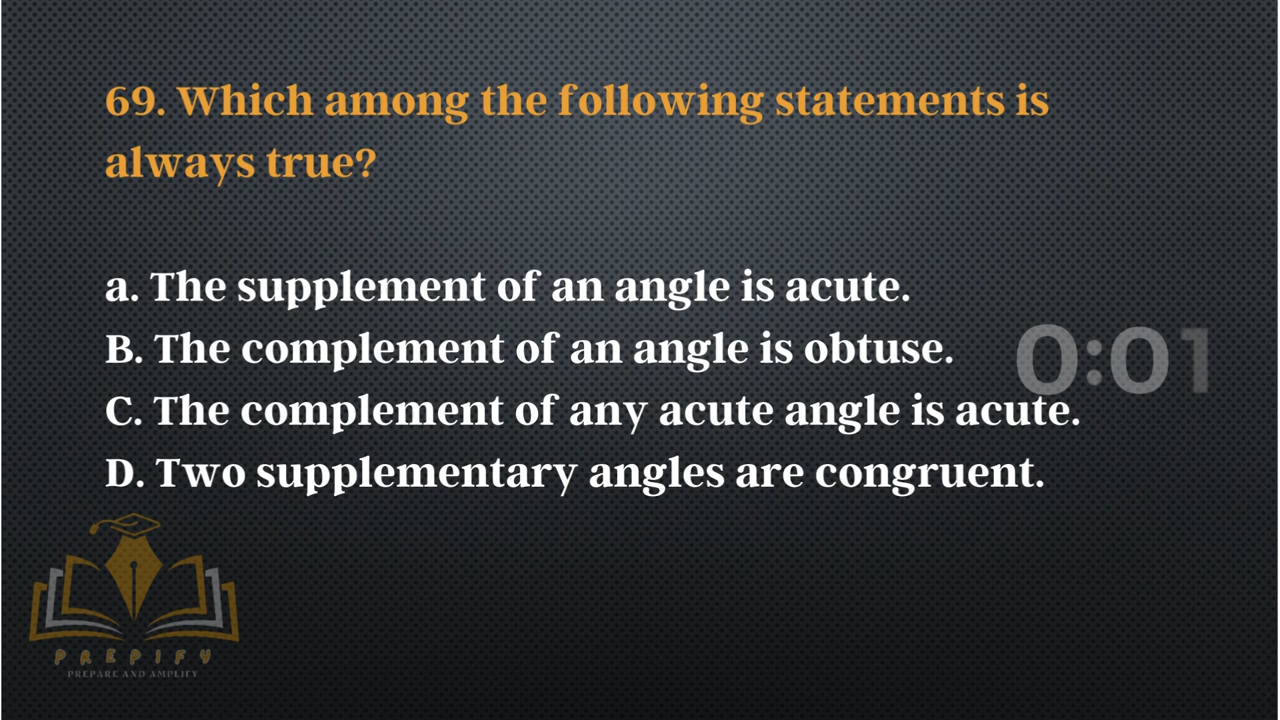 69. Which among the following statements is
always true?
a. The supplement of an angle is acute.
B. The complement of an angle is obtuse.
0:01
C. The complement of any acute angle is acute.
D. Two supplementary angles are congruent.
PREPIFY
PREPARE AND AMPLIFY